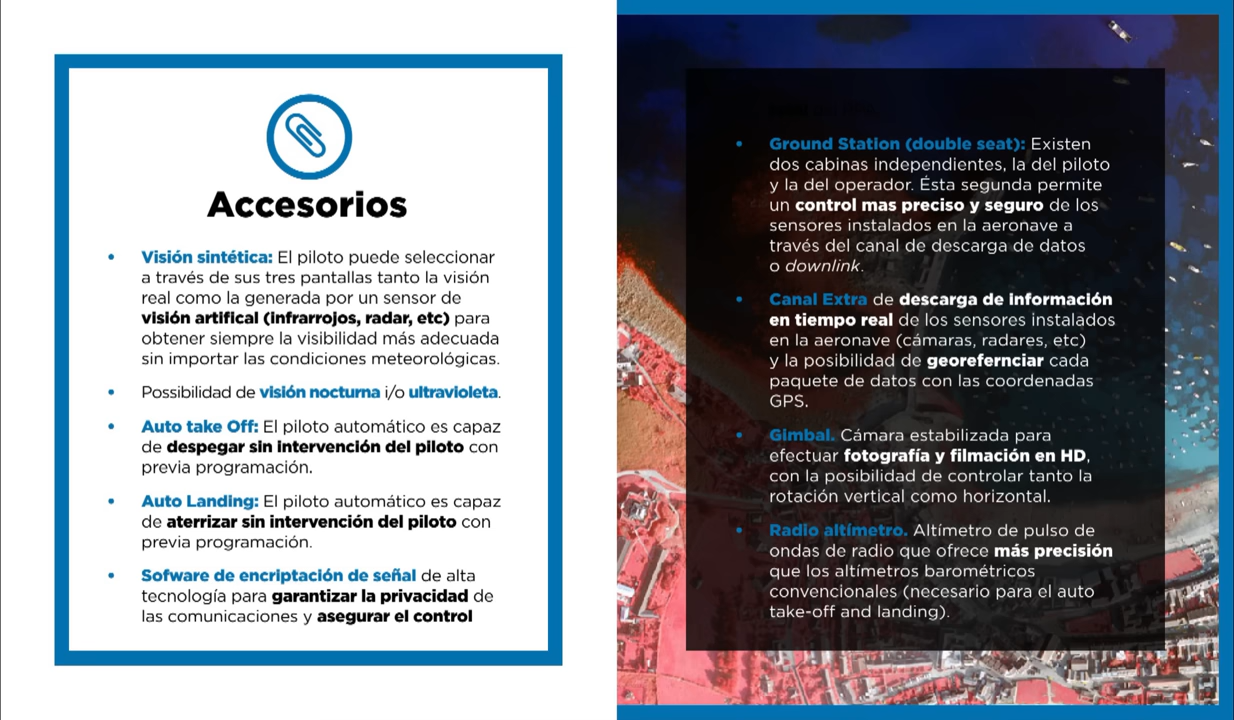 Accesorios
• Visión sintética: El piloto puede seleccionar
a través de sus tres pantallas tanto la visión
real como la generada por un sensor de
visión artifical (infrarrojos, radar, etc) para
obtener siempre la visibilidad más adecuada
sin importar las condiciones meteorológicas.
• Possibilidad de visión nocturna i/o ultravioleta.
• Auto take Off: El piloto automático es capaz
de despegar sin intervención del piloto con
previa programación.
• Auto Landing: El piloto automático es capaz
de aterrizar sin intervención del piloto con
previa programación.
• Sofware de encriptación de señal de alta
tecnología para garantizar la privacidad de
las comunicaciones y asegurar el control
• Ground Station (double seat): Existen
dos cabinas independientes, la del piloto
y la del operador. Ésta segunda permite
un control mas preciso y seguro de los
sensores instalados en la aeronave a
través del canal de descarga de datos
o downlink.
• Canal Extra de descarga de información
en tiempo real de los sensores instalados
en la aeronave (cámaras, radares, etc)
y la posibilidad de georefernciar cada
paquete de datos con las coordenadas
GPS.
• Gimbal. Cámara estabilizada para
efectuar fotografía y filmación en HD,
con la posibilidad de controlar tanto la
rotación vertical como horizontal.
• Radio altímetro. Altímetro de pulso de
ondas de radio que ofrece más precisión
que los altímetros barométricos
convencionales (necesario para el auto
take-off and landing).